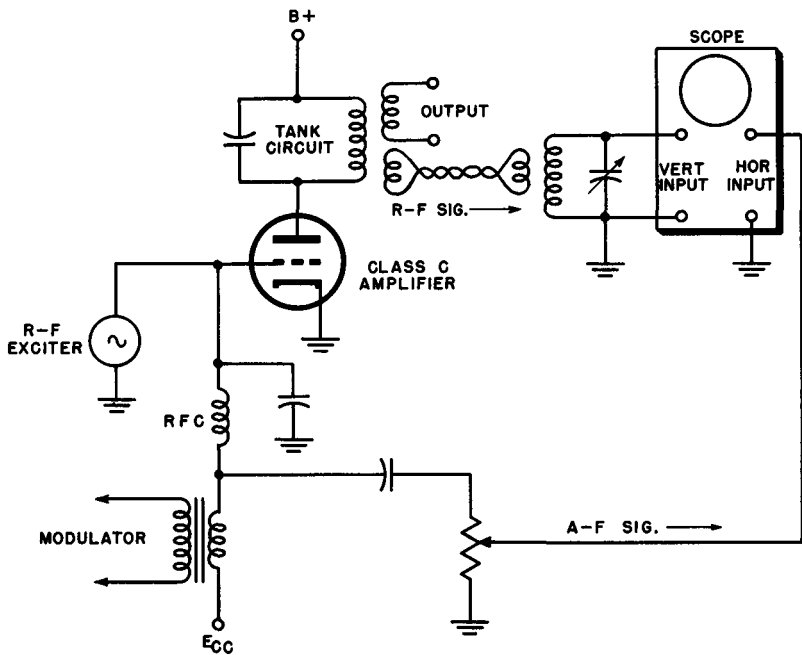 B+
SCOPE
TANK
CIRCUIT
OUTPUT
R-F SIG.
VERT
INPUT
HOR
INPUT
CLASS C
AMPLIFIER
R-F
EXCITER
RFC
A-F SIG.
MODULATOR
ECC